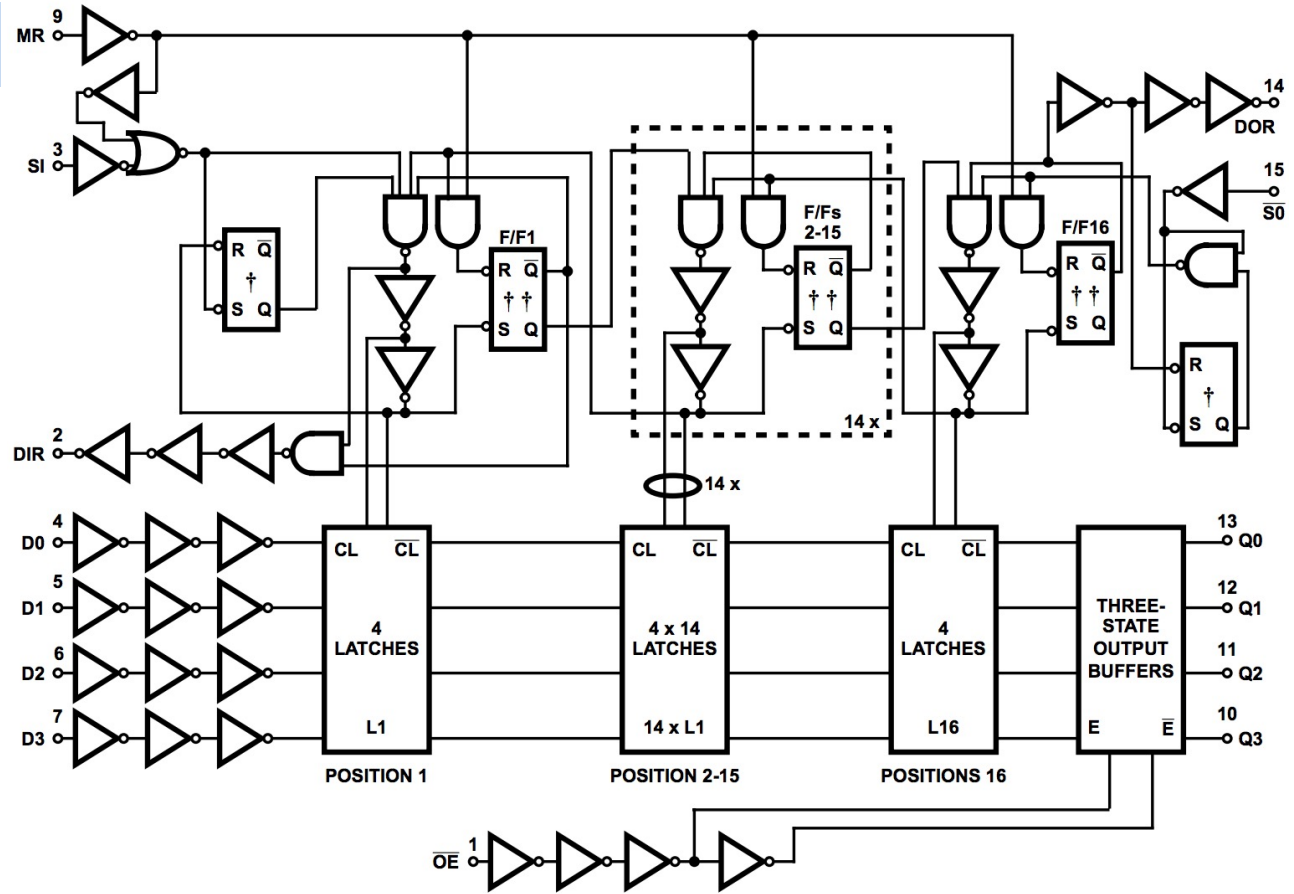 9
MR
14
DOR
3
SI
15
S̅0̅
F/F1
F/Fs
2-15
F/F16
R Q̅
†
S Q
R Q̅
† †
S Q
R Q̅
† †
S Q
R Q̅
† †
S Q
R
†
S Q
14 x
2
DIR
14 x
4
D0
5
D1
6
D2
7
D3
CL C̅L̅
4
LATCHES
L1
POSITION 1
CL C̅L̅
4 x 14
LATCHES
14 x L1
POSITION 2-15
CL C̅L̅
4
LATCHES
L16
POSITIONS 16
THREE-
STATE
OUTPUT
BUFFERS
E E̅
13
Q0
12
Q1
11
Q2
10
Q3
1
O̅E̅